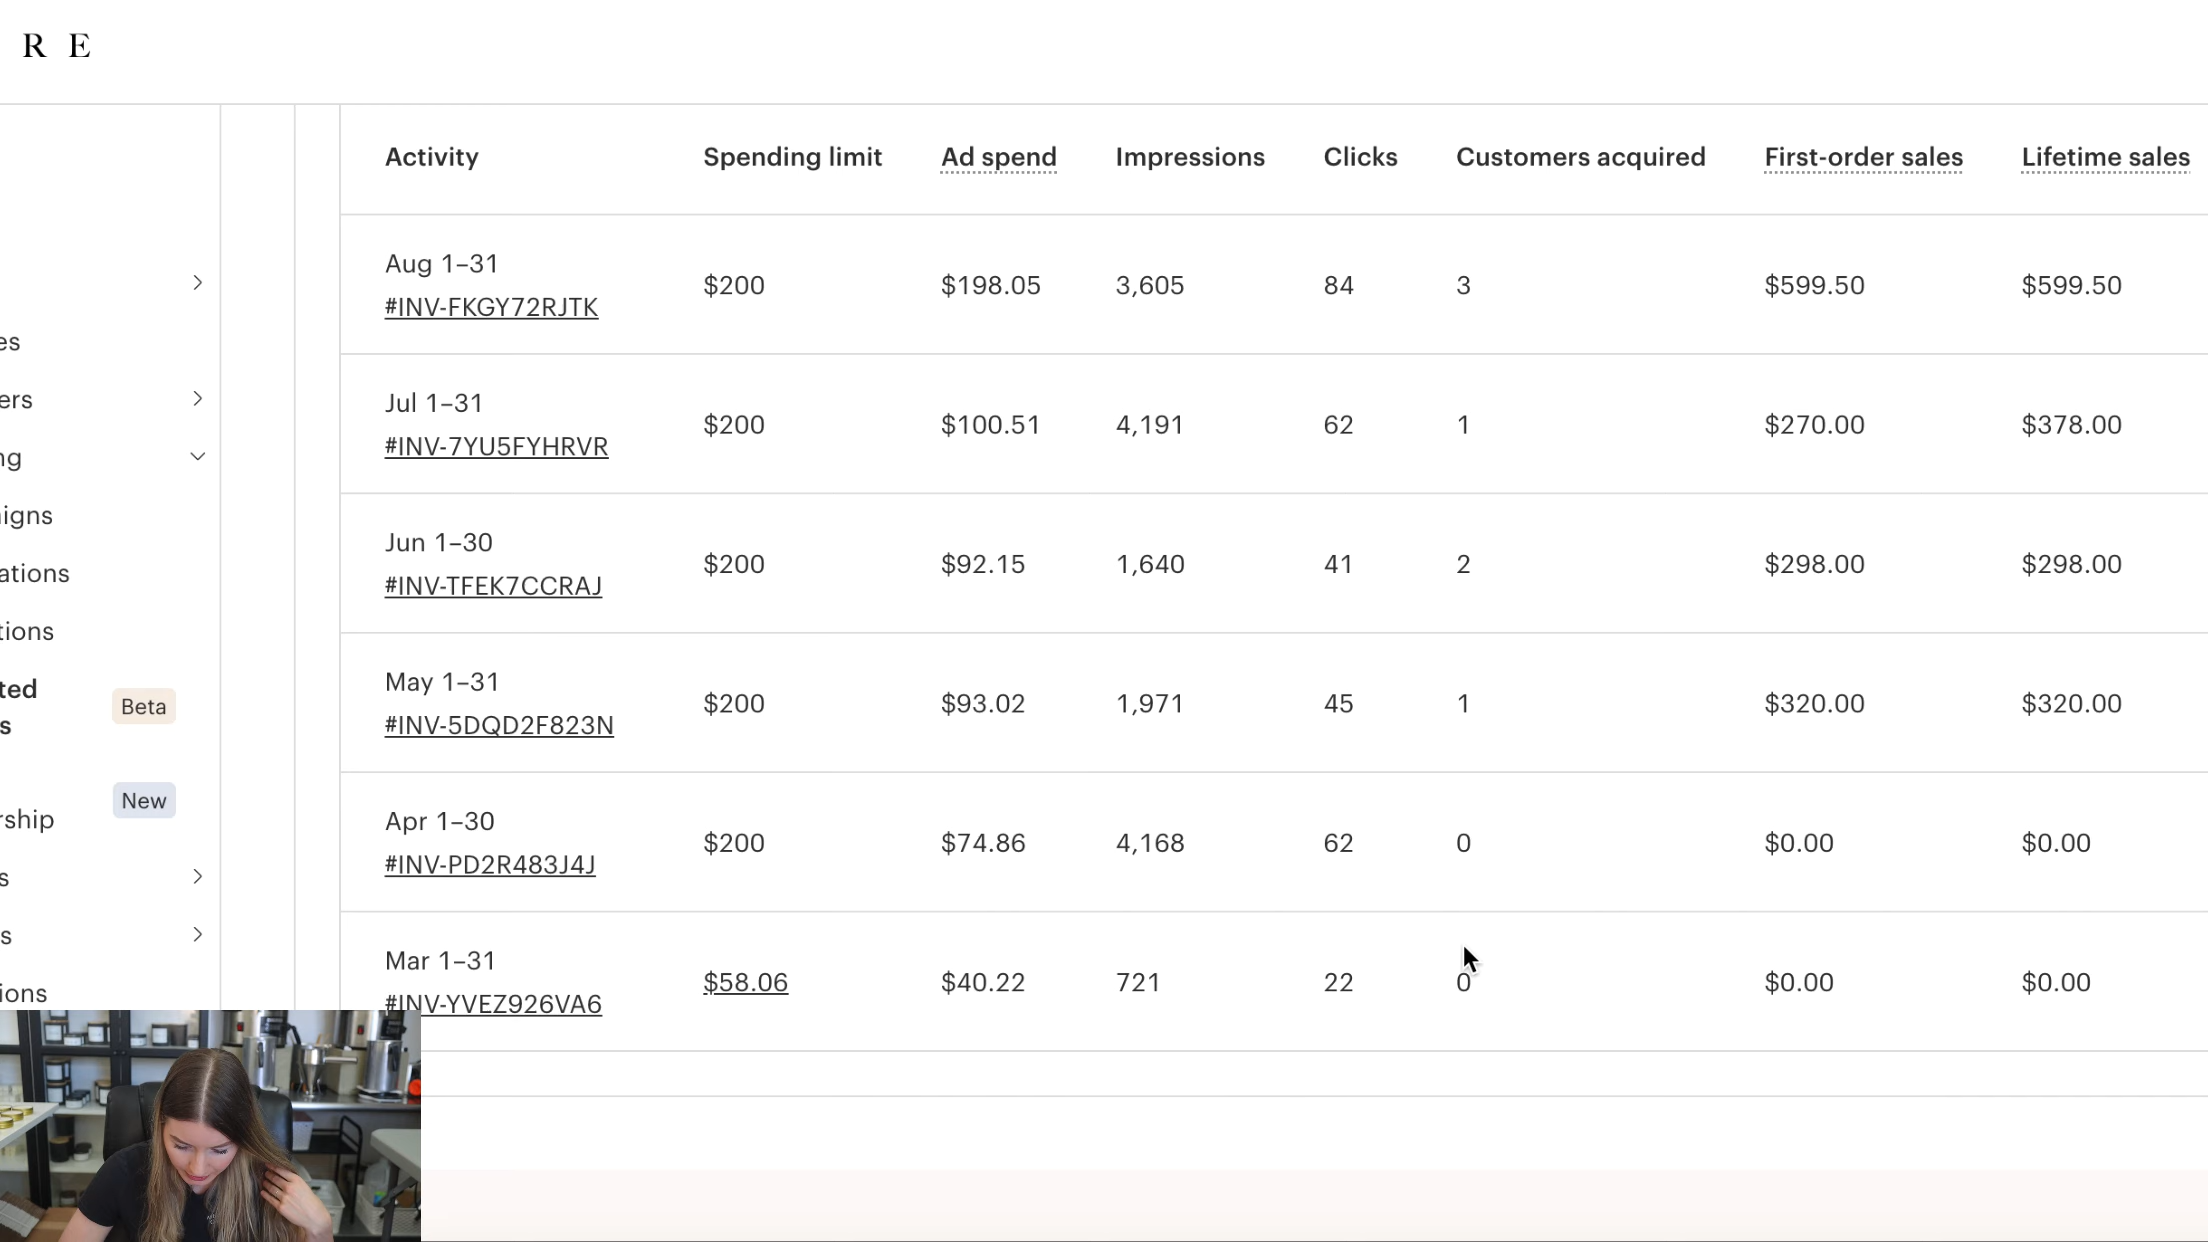 R E
Activity Spending limit Ad spend Impressions Clicks Customers acquired First-order sales Lifetime sales
Aug 1–31
#INV-FKGY72RJTK
$200 $198.05 3,605 84 3 $599.50 $599.50
Jul 1–31
#INV-7YU5FYHRVR
$200 $100.51 4,191 62 1 $270.00 $378.00
Jun 1–30
#INV-TFEK7CCRAJ
$200 $92.15 1,640 41 2 $298.00 $298.00
May 1–31
#INV-5DQD2F823N
$200 $93.02 1,971 45 1 $320.00 $320.00
Apr 1–30
#INV-PD2R483J4J
$200 $74.86 4,168 62 0 $0.00 $0.00
Mar 1–31
#INV-YVEZ926VA6
$58.06 $40.22 721 22 0 $0.00 $0.00
es
ers
ng
aigns
ations
tions
ted
s
Beta
New
rship
s
s
ions